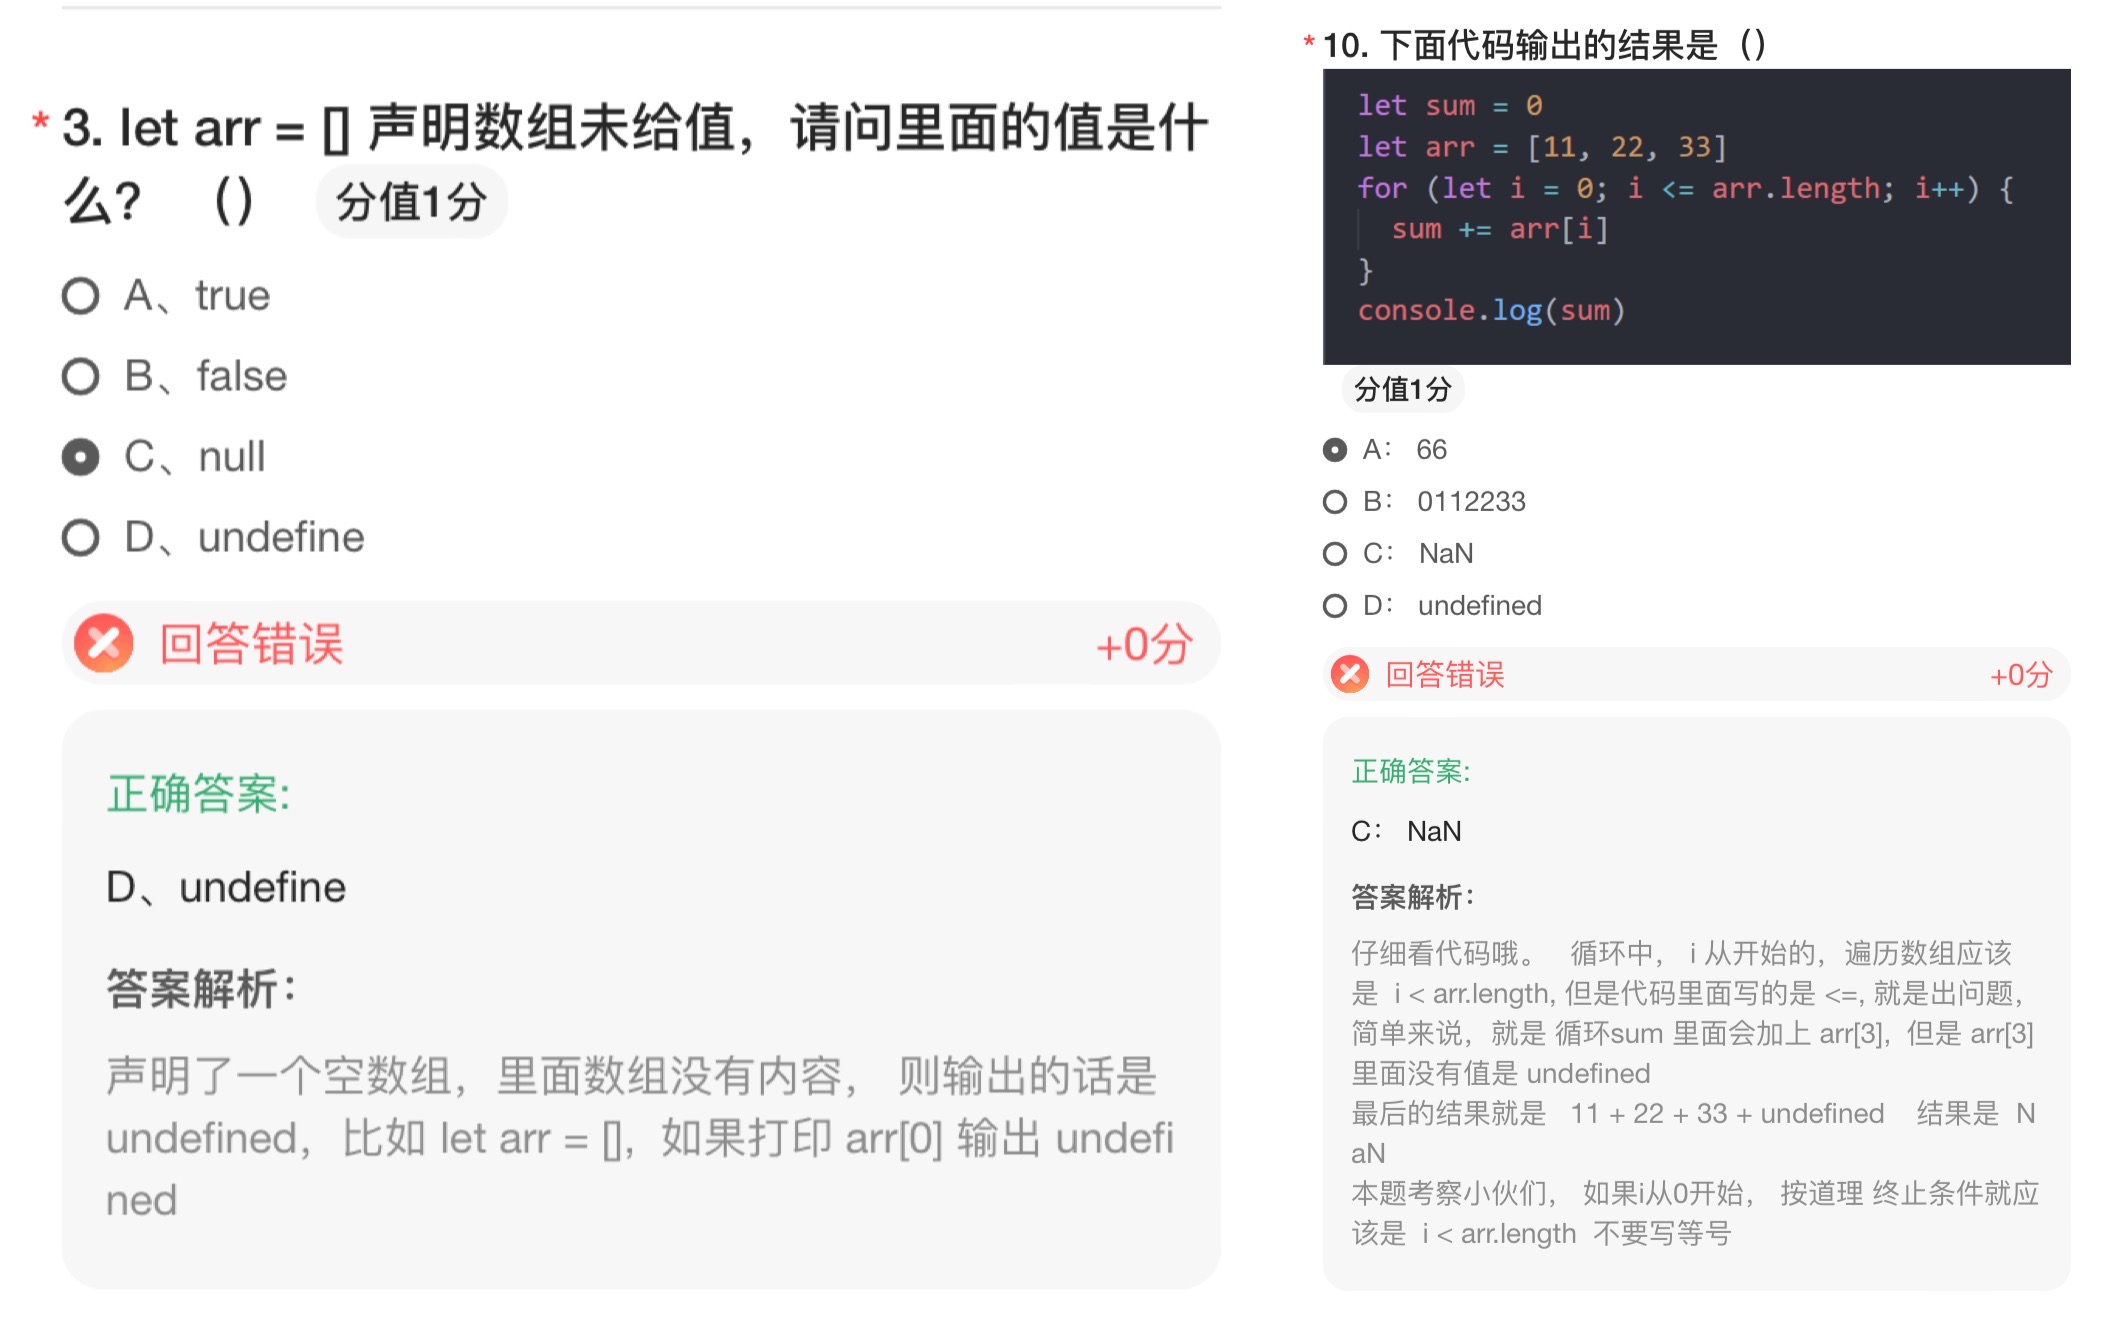 * 3. let arr = [] 声明数组未给值，请问里面的值是什
么？ （） 分值1分
A、true
B、false
C、null
D、undefine
回答错误 +0分
正确答案:
D、undefine
答案解析：
声明了一个空数组，里面数组没有内容， 则输出的话是
undefined，比如 let arr = []，如果打印 arr[0] 输出 undefi
ned
* 10. 下面代码输出的结果是（）
let sum = 0
let arr = [11, 22, 33]
for (let i = 0; i <= arr.length; i++) {
sum += arr[i]
}
console.log(sum)
分值1分
A： 66
B： 0112233
C： NaN
D： undefined
回答错误 +0分
正确答案:
C： NaN
答案解析：
仔细看代码哦。 循环中， i 从开始的，遍历数组应该
是 i < arr.length, 但是代码里面写的是 <=, 就是出问题，
简单来说，就是 循环sum 里面会加上 arr[3]，但是 arr[3]
里面没有值是 undefined
最后的结果就是 11 + 22 + 33 + undefined 结果是 N
aN
本题考察小伙们， 如果i从0开始， 按道理 终止条件就应
该是 i < arr.length 不要写等号